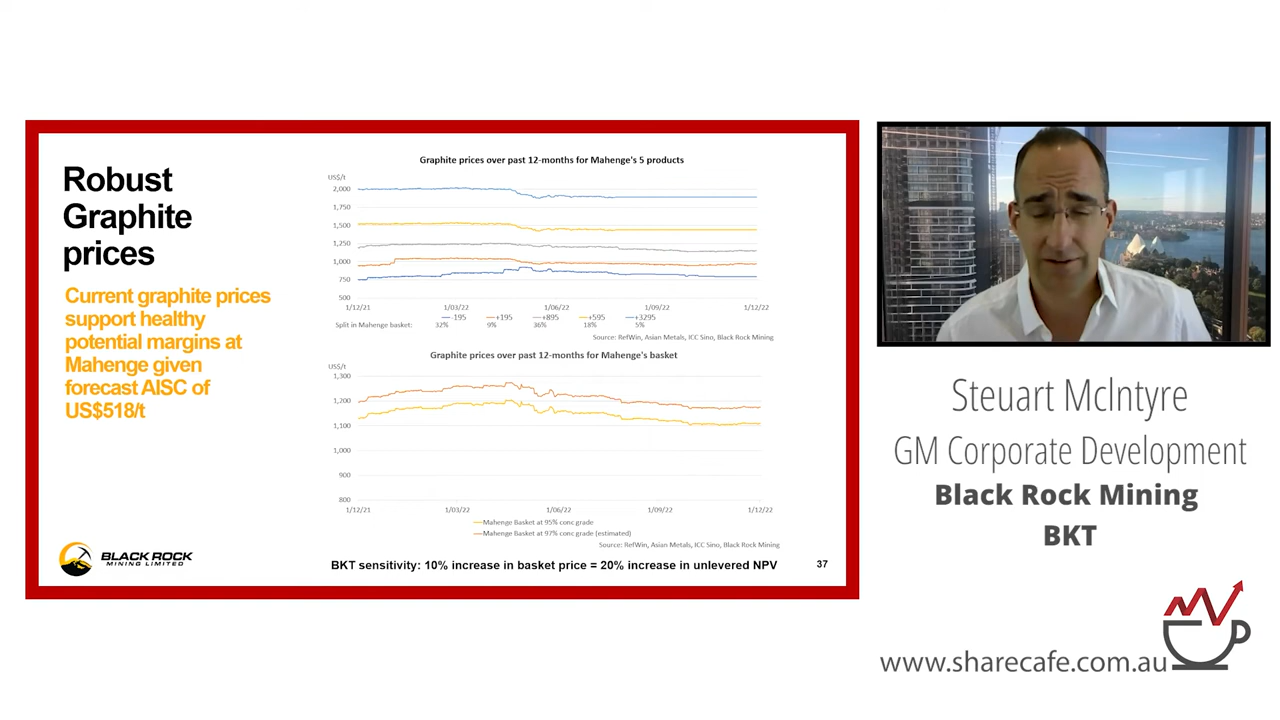 Robust
Graphite
prices
Current graphite prices
support healthy
potential margins at
Mahenge given
forecast AISC of
US$518/t
BLACK ROCK
MINING LIMITED
Graphite prices over past 12-months for Mahenge's 5 products
US$/t
2,000
1,750
1,500
1,250
1,000
750
500
1/12/21 1/03/22 1/06/22 1/09/22 1/12/22
-195 +195 +895 +595 +3295
Split in Mahenge basket: 32% 9% 36% 18% 5%
Source: RefWin, Asian Metals, ICC Sino, Black Rock Mining
Graphite prices over past 12-months for Mahenge's basket
US$/t
1,300
1,200
1,100
1,000
900
800
1/12/21 1/03/22 1/06/22 1/09/22 1/12/22
Mahenge Basket at 95% conc grade
Mahenge Basket at 97% conc grade (estimated)
Source: RefWin, Asian Metals, ICC Sino, Black Rock Mining
BKT sensitivity: 10% increase in basket price = 20% increase in unlevered NPV
37
Steuart McIntyre
GM Corporate Development
Black Rock Mining
BKT
www.sharecafe.com.au